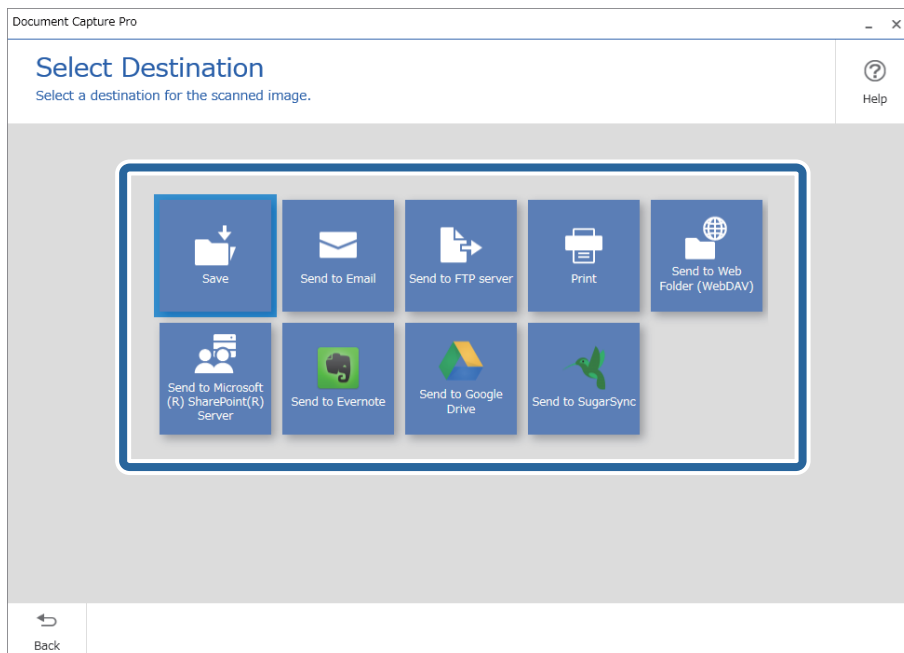 Document Capture Pro
Select Destination
Select a destination for the scanned image.
Help
Save
Send to Email
Send to FTP server
Print
Send to Web
Folder (WebDAV)
Send to Microsoft
(R) SharePoint(R)
Server
Send to Evernote
Send to Google
Drive
Send to SugarSync
Back